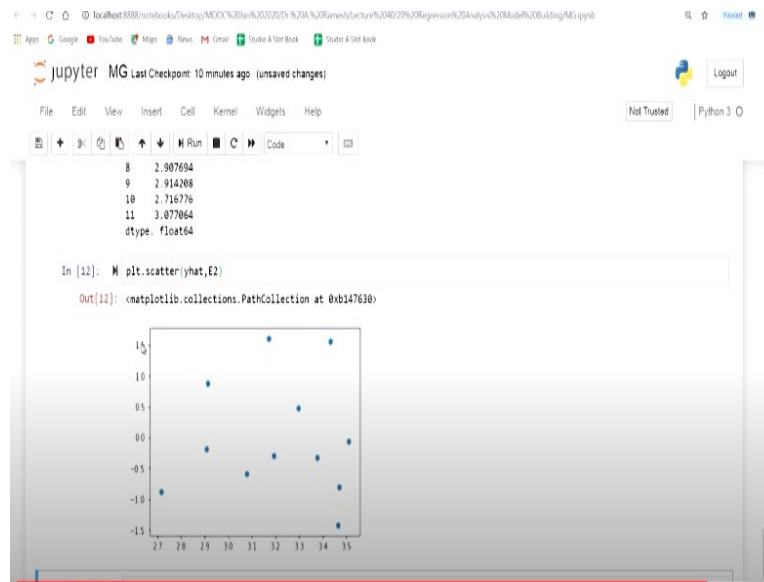 localhost:8888/notebooks/Desktop/MOOC%20Jan%202020/Dr.%20A.%20Ramesh/Lecture%2040/20%20Regression%20Analysis%20Model%20Building/MG.ipynb
Paused
Apps Google YouTube Maps News Gmail Studio A Slot Book Studio A Slot Book
jupyter MG Last Checkpoint: 10 minutes ago (unsaved changes)
Logout
File Edit View Insert Cell Kernel Widgets Help
Not Trusted Python 3
Run Code
8 2.907694
9 2.914208
10 2.716776
11 3.077064
dtype: float64
In [12]: plt.scatter(yhat,E2)
Out[12]: <matplotlib.collections.PathCollection at 0xb147630>
1.5
1.0
0.5
0.0
-0.5
-1.0
-1.5
27 28 29 30 31 32 33 34 35